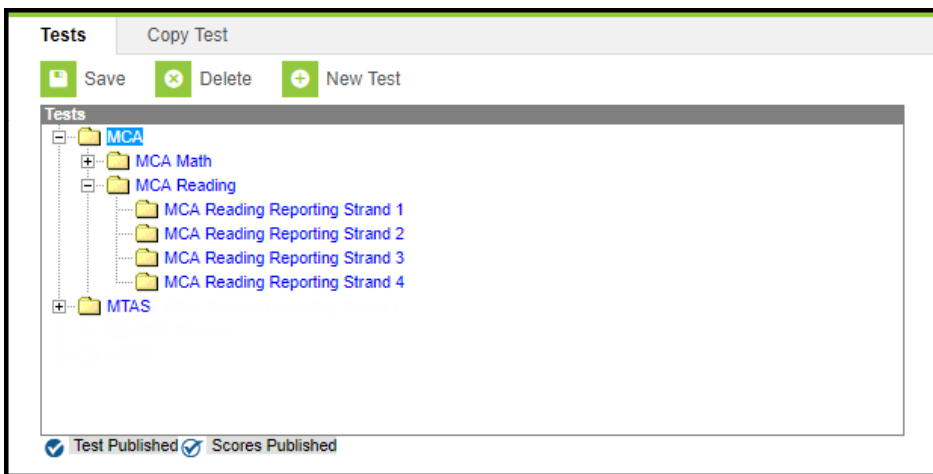 Tests Copy Test
Save Delete New Test
Tests
MCA
MCA Math
MCA Reading
MCA Reading Reporting Strand 1
MCA Reading Reporting Strand 2
MCA Reading Reporting Strand 3
MCA Reading Reporting Strand 4
MTAS
Test Published Scores Published